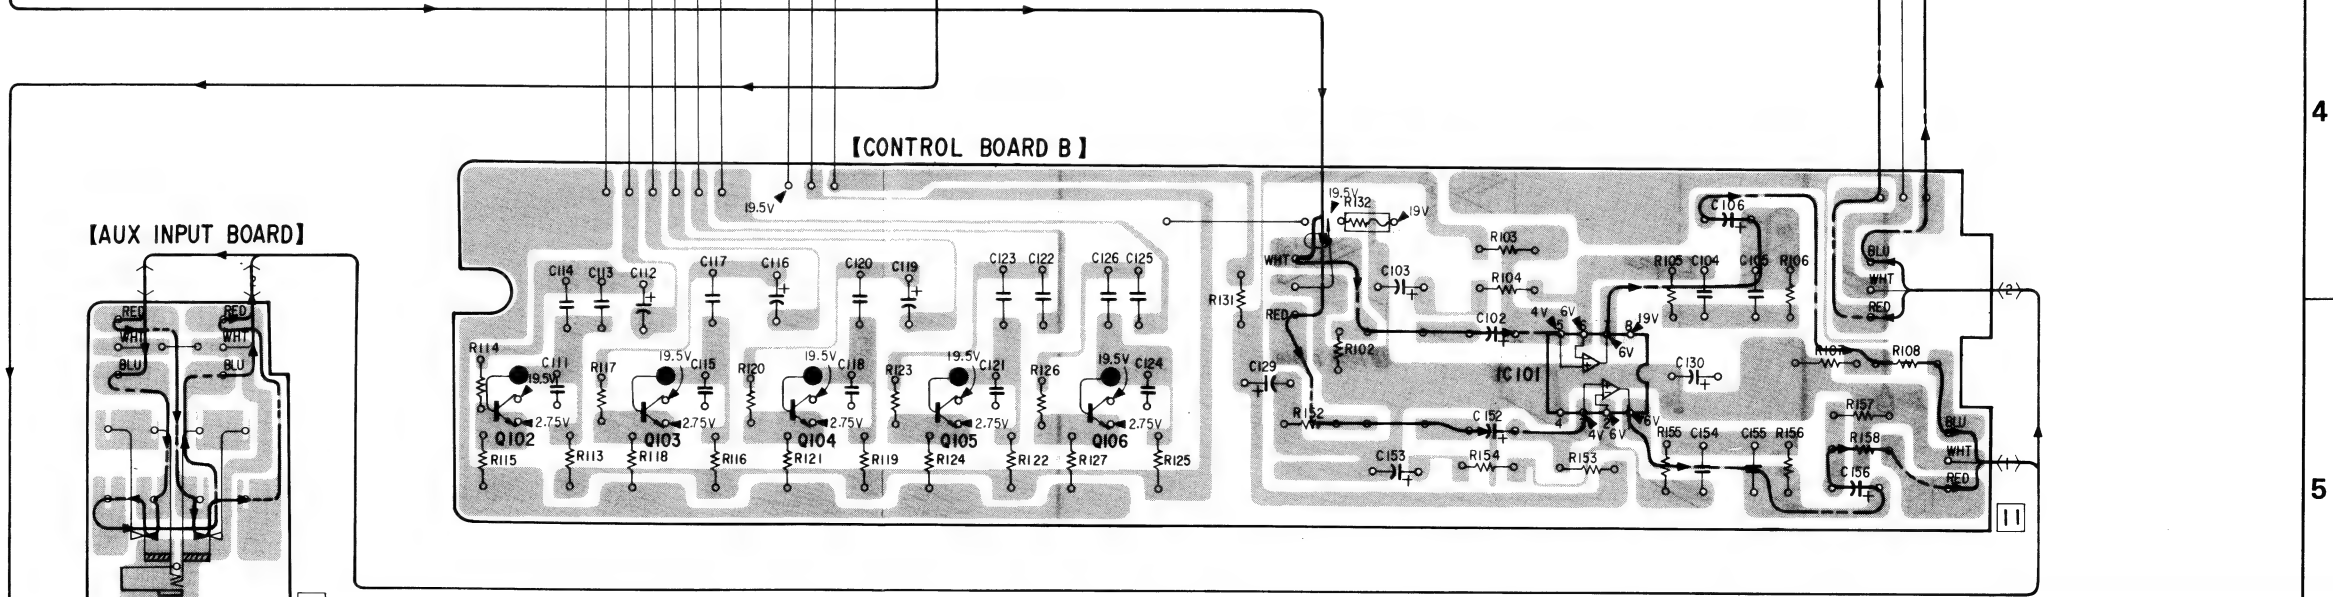 4
【CONTROL BOARD B】
19.5V
19.5V
R132
19V
C106
【AUX INPUT BOARD】
R103
C114 C113 C112 C117 C116 C120 C119 C123 C122 C126 C125
WHT
C103
R104
R105 C104 C105 R106
BLU
WHT
(2)
R131
RED
RED
RED RED
WHT WHT
C102
4V 5 6V 6 8 19V
6V
R114
BLU BLU
C111 R117 19.5V C115 R120 19.5V C118 R123 19.5V C121 R126 19.5V C124
19.5V
R102
R107 R108
C129
IC101
C130
2.75V 2.75V 2.75V 2.75V 2.75V
Q102 Q103 Q104 Q105 Q106
R152
C152
4 4V 2 6V 6V
R157
BLU
R155 C154 C155 R156
R158
WHT
(1)
R115 R113 R118 R116 R121 R119 R124 R122 R127 R125
C153
R154
R153
C156
RED
5
11